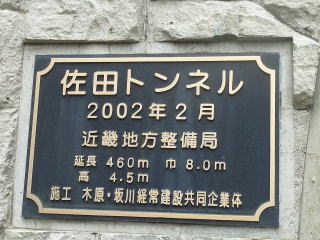 佐田トンネル
2002年2月
近畿地方整備局
延長 460m 巾 8.0m
高 4.5m
施工 木原・坂川経常建設共同企業体